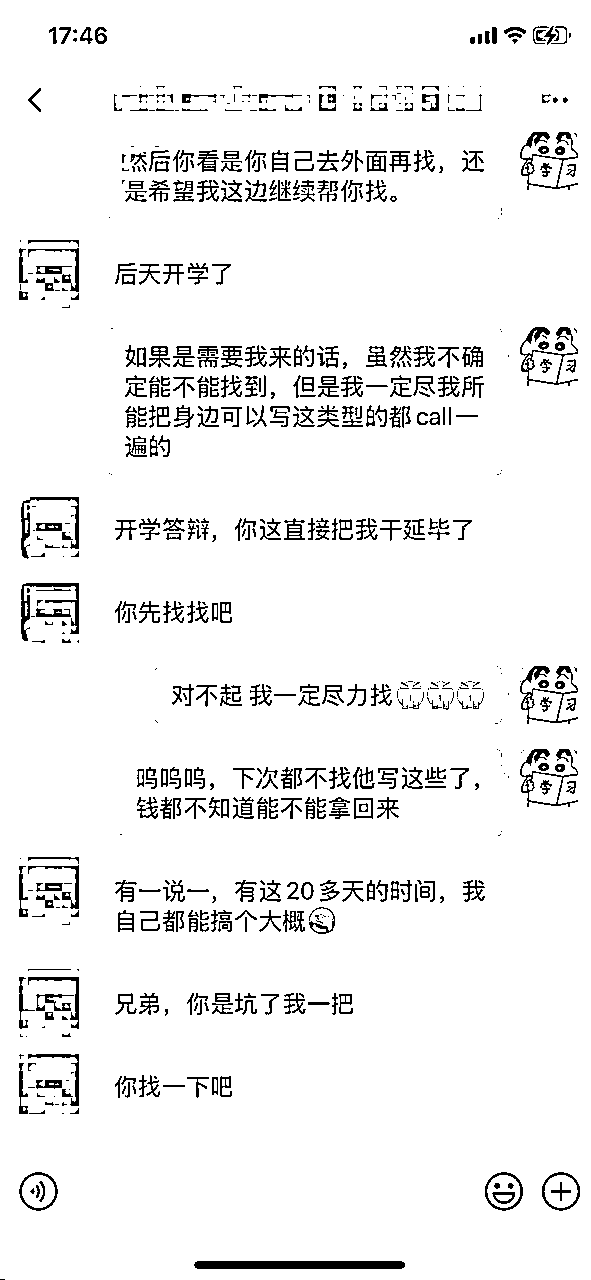 17:46
然后你看是你自己去外面再找，还
是希望我这边继续帮你找。
学习
后天开学了
如果是需要我来的话，虽然我不确
定能不能找到，但是我一定尽我所
能把身边可以写这类型的都call一
遍的
学习
开学答辩，你这直接把我干延毕了
你先找找吧
对不起 我一定尽力找
学习
呜呜呜，下次都不找他写这些了，
钱都不知道能不能拿回来
学习
有一说一，有这20多天的时间，我
自己都能搞个大概
兄弟，你是坑了我一把
你找一下吧